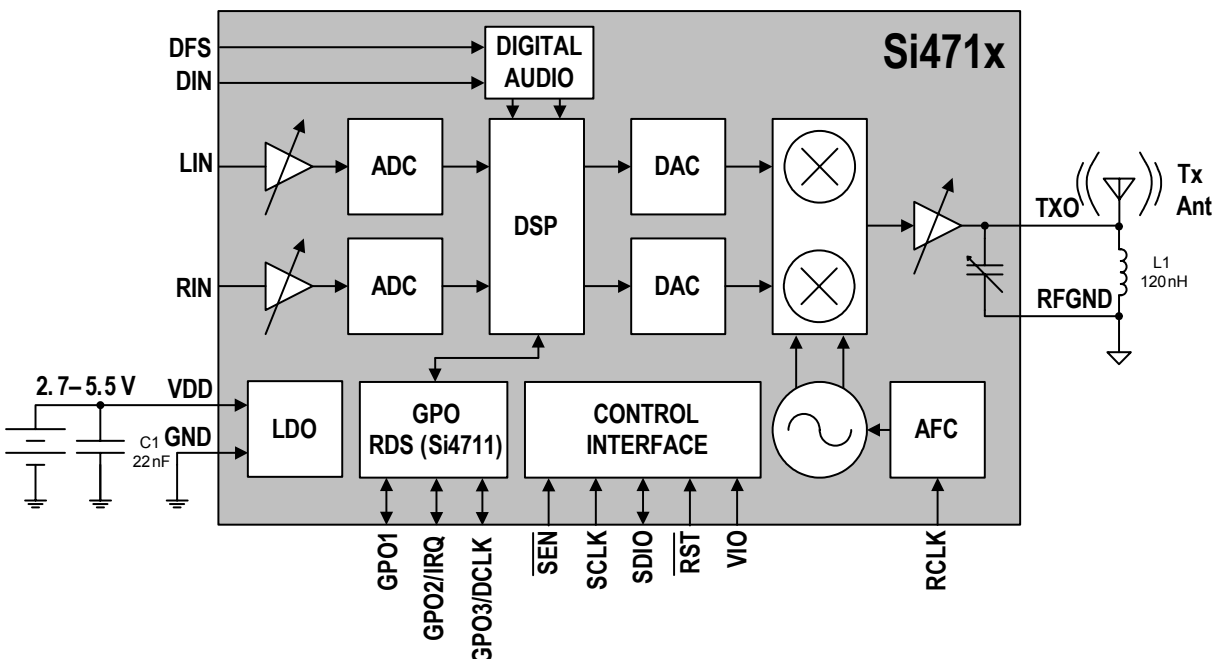 Si471x
DFS
DIN
DIGITAL
AUDIO
LIN
ADC
DSP
DAC
TXO
Tx
Ant
RIN
ADC
DAC
RFGND
L1
120nH
2.7–5.5 V
VDD
GND
C1
22nF
LDO
GPO
RDS (Si4711)
CONTROL
INTERFACE
AFC
GPO1
GPO2/IRQ
GPO3/DCLK
SEN
SCLK
SDIO
RST
VIO
RCLK